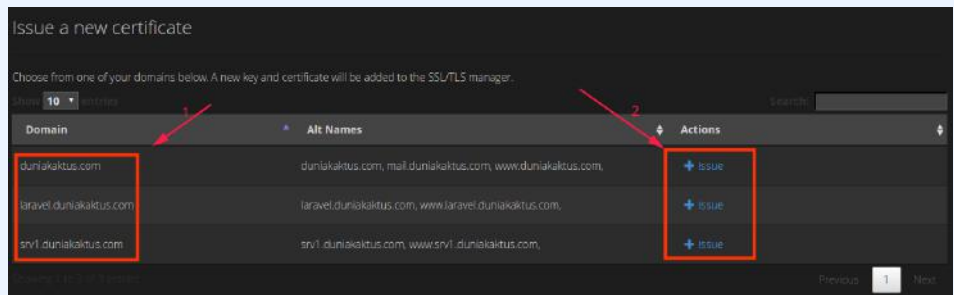 Issue a new certificate
Choose from one of your domains below. A new key and certificate will be added to the SSL/TLS manager.
Show 10 entries Search:
1 2
Domain Alt Names Actions
duniakaktus.com duniakaktus.com, mail.duniakaktus.com, www.duniakaktus.com, + Issue
laravel.duniakaktus.com laravel.duniakaktus.com, www.laravel.duniakaktus.com, + Issue
srv1.duniakaktus.com srv1.duniakaktus.com, www.srv1.duniakaktus.com, + Issue
Previous 1 Next